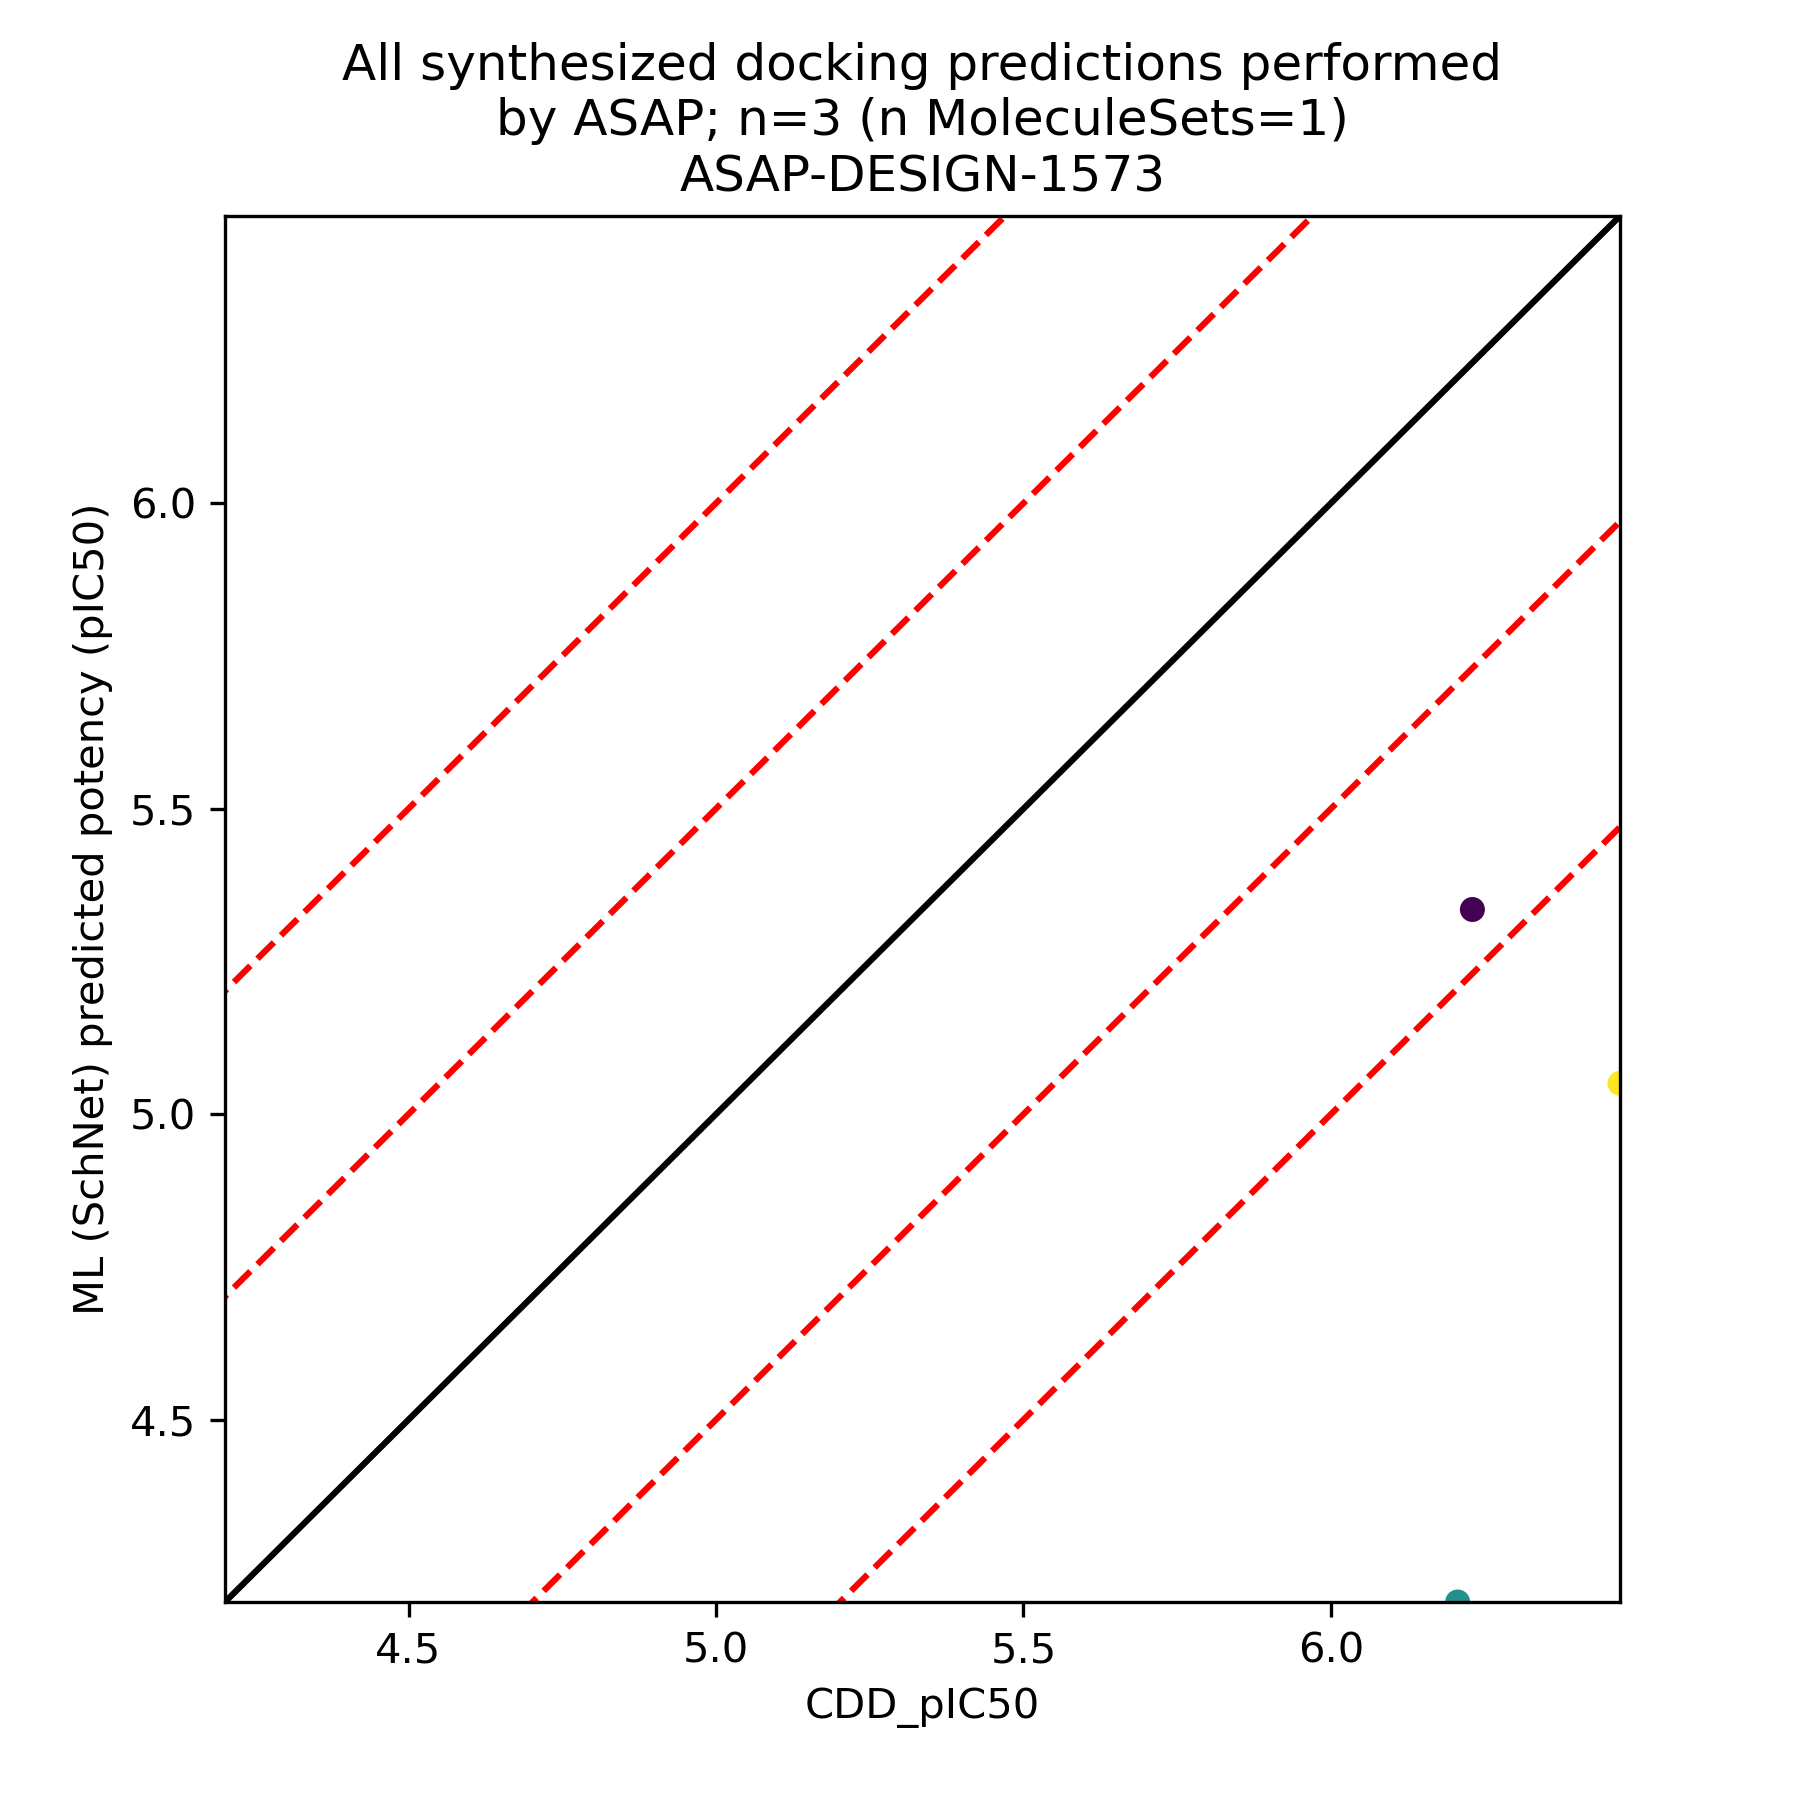 All synthesized docking predictions performed
by ASAP; n=3 (n MoleculeSets=1)
ASAP-DESIGN-1573
ML (SchNet) predicted potency (pIC50)
6.0
5.5
5.0
4.5
4.5
5.0
5.5
6.0
CDD_pIC50